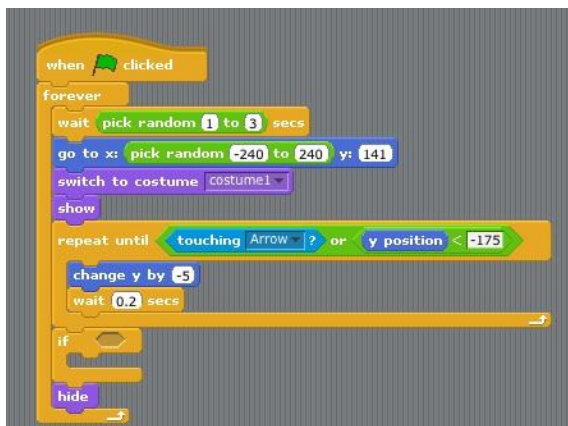 when clicked
forever
wait pick random 1 to 3 secs
go to x: pick random -240 to 240 y: 141
switch to costume costume1
show
repeat until touching Arrow ? or y position < -175
change y by -5
wait 0.2 secs
if
hide